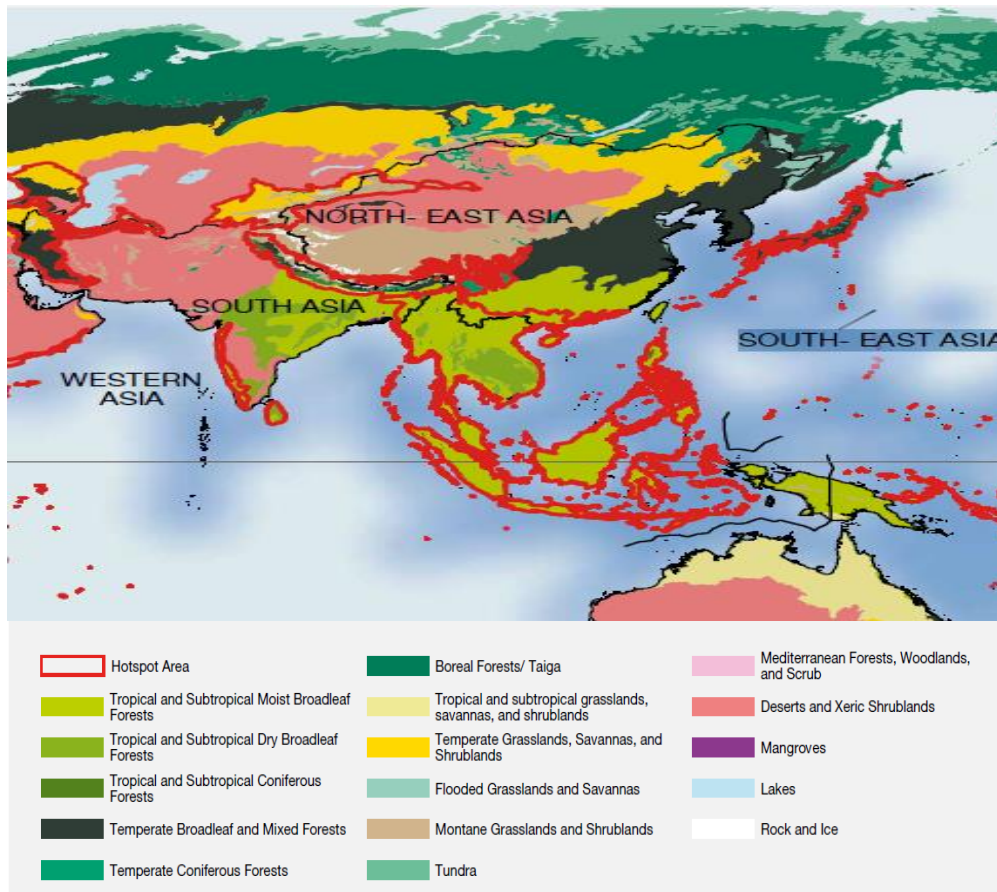 NORTH- EAST ASIA
SOUTH ASIA
SOUTH- EAST ASIA
WESTERN
ASIA
Hotspot Area
Tropical and Subtropical Moist Broadleaf
Forests
Tropical and Subtropical Dry Broadleaf
Forests
Tropical and Subtropical Coniferous
Forests
Temperate Broadleaf and Mixed Forests
Temperate Coniferous Forests
Boreal Forests/ Taiga
Tropical and subtropical grasslands,
savannas, and shrublands
Temperate Grasslands, Savannas, and
Shrublands
Flooded Grasslands and Savannas
Montane Grasslands and Shrublands
Tundra
Mediterranean Forests, Woodlands,
and Scrub
Deserts and Xeric Shrublands
Mangroves
Lakes
Rock and Ice